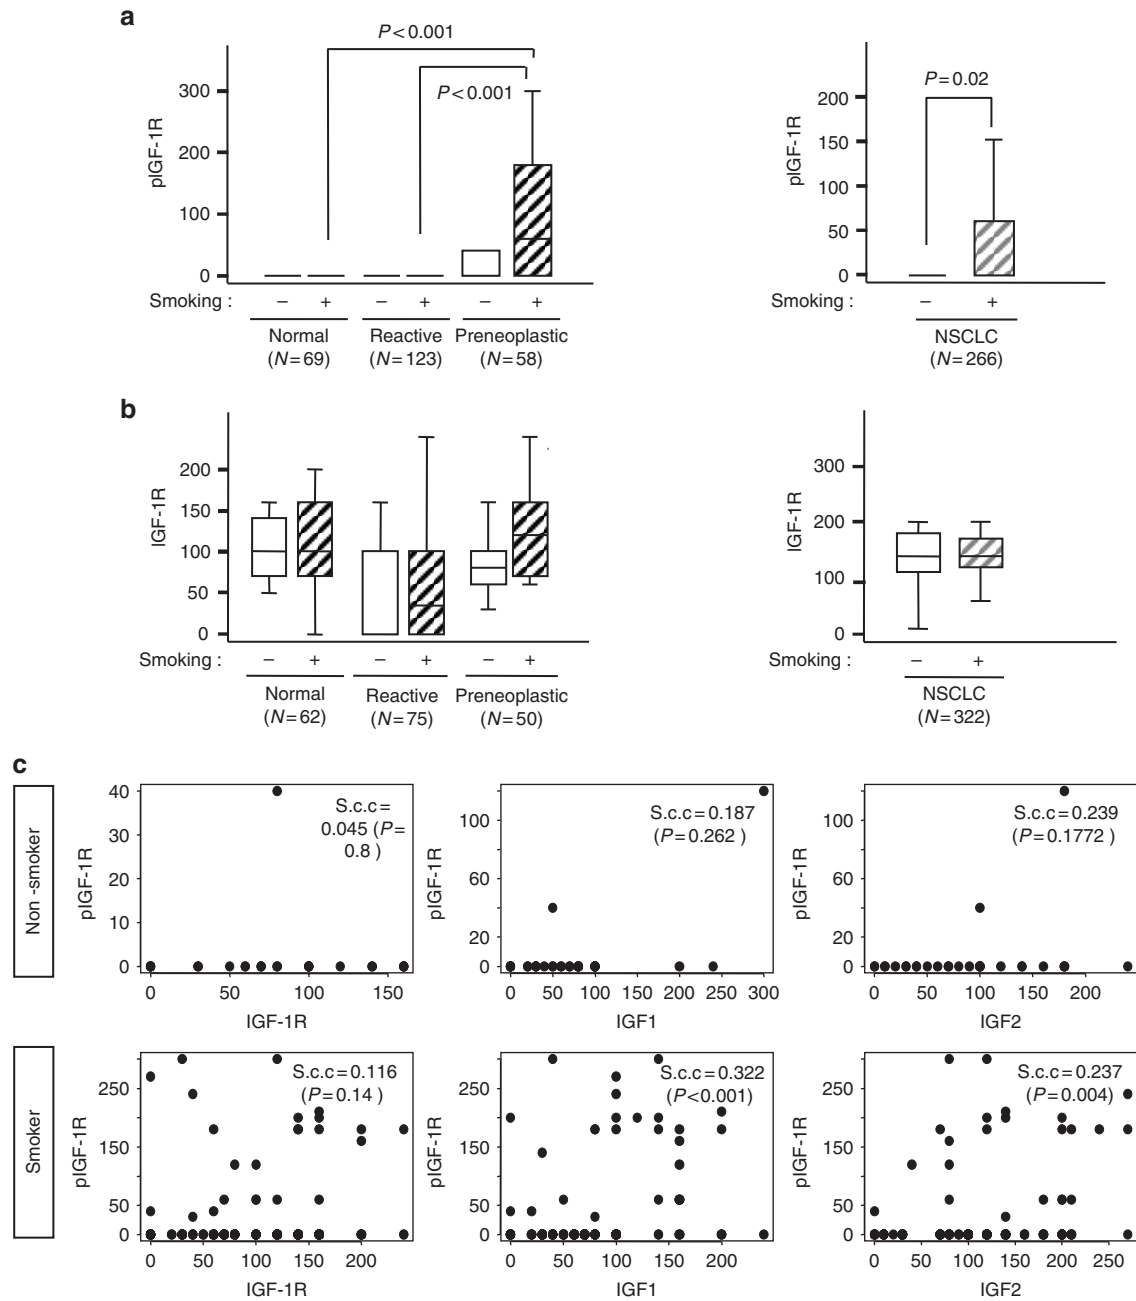 a
P<0.001
P<0.001
pIGF-1R
300
200
100
0
Smoking : – + – + – +
Normal Reactive Preneoplastic
(N=69) (N=123) (N=58)
P=0.02
pIGF-1R
200
150
100
50
0
Smoking : – +
NSCLC
(N=266)
b
IGF-1R
200
150
100
50
0
Smoking : – + – + – +
Normal Reactive Preneoplastic
(N=62) (N=75) (N=50)
IGF-1R
300
200
100
0
Smoking : – +
NSCLC
(N=322)
c
Non -smoker
pIGF-1R
40
30
20
10
0
S.c.c=
0.045 (P=
0.8 )
0 50 100 150
IGF-1R
pIGF-1R
100
60
20
0
S.c.c=0.187
(P=0.262 )
0 50 100 150 200 250 300
IGF1
pIGF-1R
100
60
20
0
S.c.c=0.239
(P=0.1772 )
0 50 100 200
IGF2
Smoker
pIGF-1R
250
150
50
0
S.c.c=0.116
(P=0.14 )
0 50 100 150 200
IGF-1R
pIGF-1R
250
150
50
0
S.c.c=0.322
(P<0.001)
0 50 100 150 200
IGF1
pIGF-1R
250
150
50
0
S.c.c=0.237
(P=0.004)
0 50 100 150 200 250
IGF2